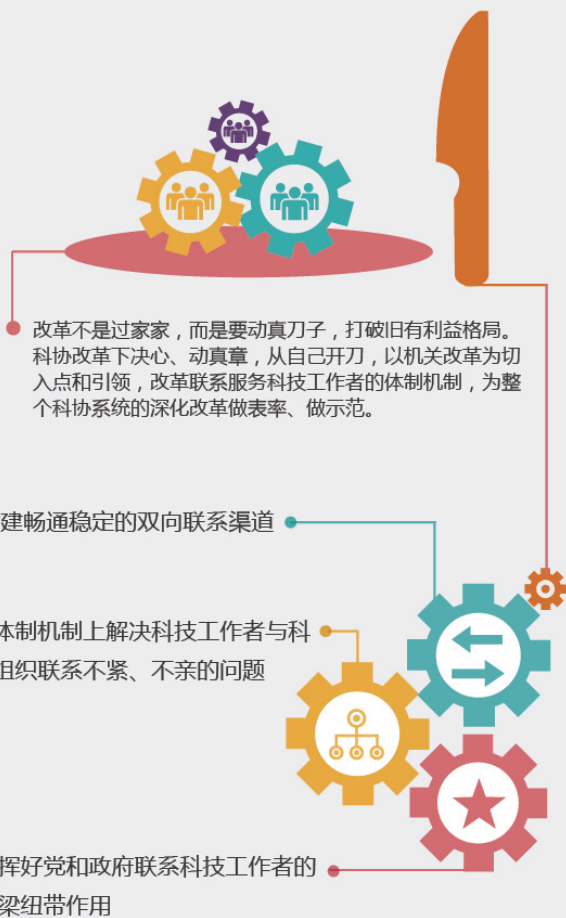 改革不是过家家，而是要动真刀子，打破旧有利益格局。
科协改革下决心、动真章，从自己开刀，以机关改革为切
入点和引领，改革联系服务科技工作者的体制机制，为整
个科协系统的深化改革做表率、做示范。
建畅通稳定的双向联系渠道
体制机制上解决科技工作者与科
组织联系不紧、不亲的问题
挥好党和政府联系科技工作者的
梁纽带作用